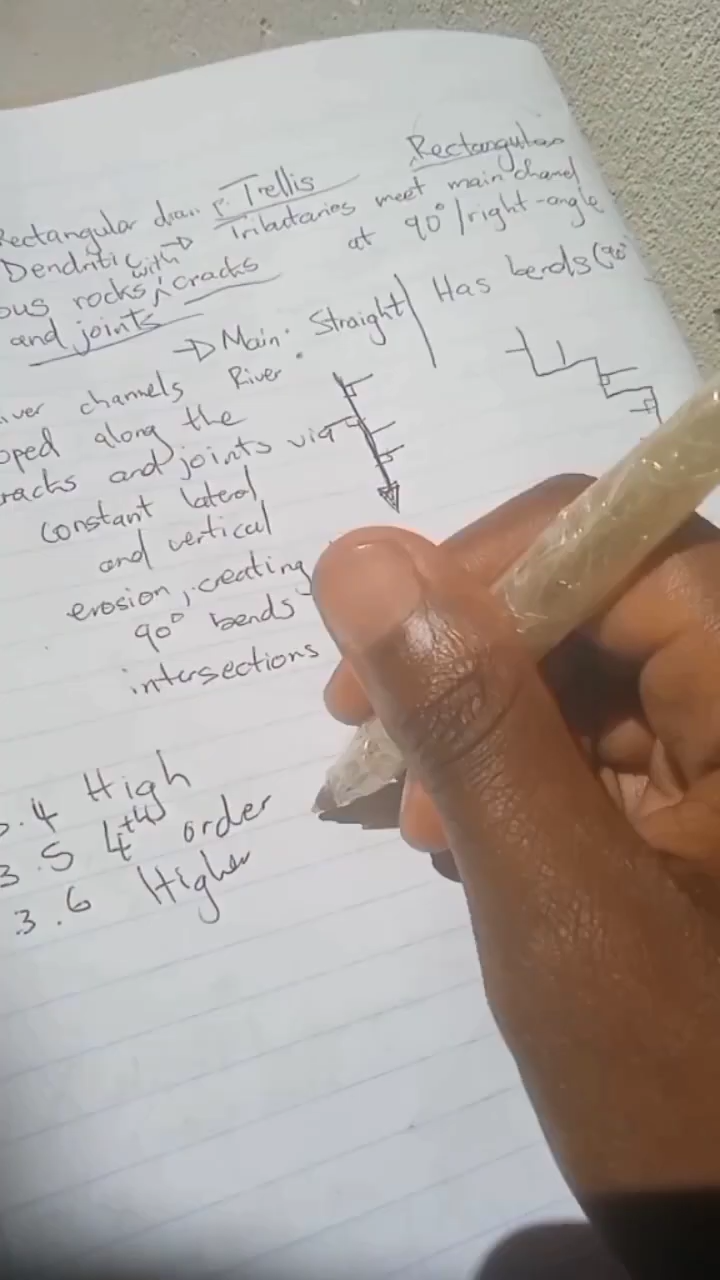 Rectangular
Trellis
Rectangular drain
Tributaries meet main channel
at 90°/right-angle
Dendritic with
ous rocks, cracks
and joints
→ Main: Straight
River
Has bends (90°
iver channels
oped along the
racks and joints via
constant lateral
and vertical
erosion, creating
90° bends
intersections
3.4 High
3.5 4th order
3.6 Higher